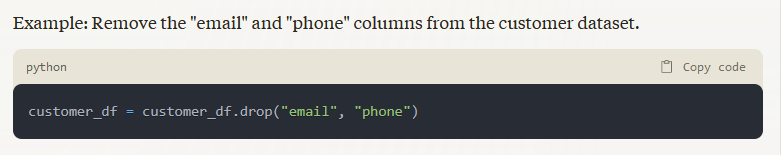 Example: Remove the "email" and "phone" columns from the customer dataset.
python
Copy code
customer_df = customer_df.drop("email", "phone")